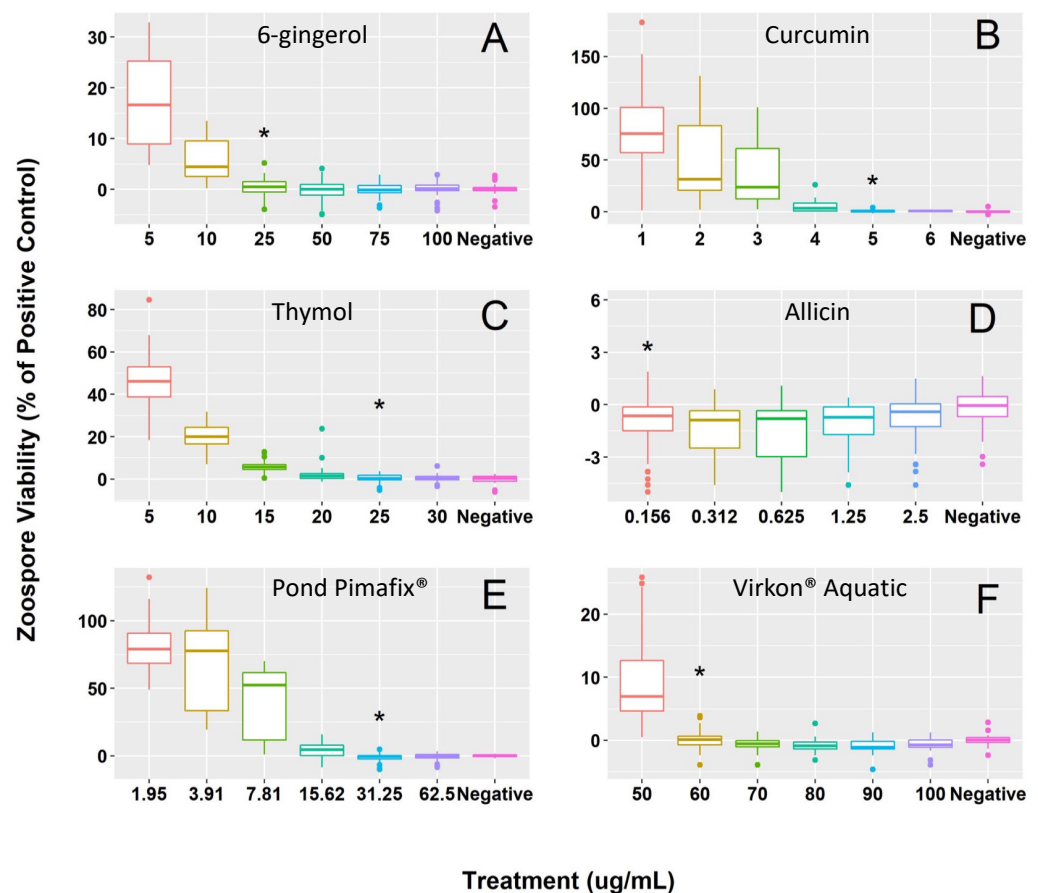 Zoospore Viability (% of Positive Control)
6-gingerol
A
30
20
10
0
*
5 10 25 50 75 100 Negative
Curcumin
B
150
100
50
0
*
1 2 3 4 5 6 Negative
Thymol
C
80
60
40
20
0
*
5 10 15 20 25 30 Negative
Allicin
D
6
3
0
-3
*
0.156 0.312 0.625 1.25 2.5 Negative
Pond Pimafix®
E
100
50
0
*
1.95 3.91 7.81 15.62 31.25 62.5 Negative
Virkon® Aquatic
F
20
10
0
*
50 60 70 80 90 100 Negative
Treatment (ug/mL)